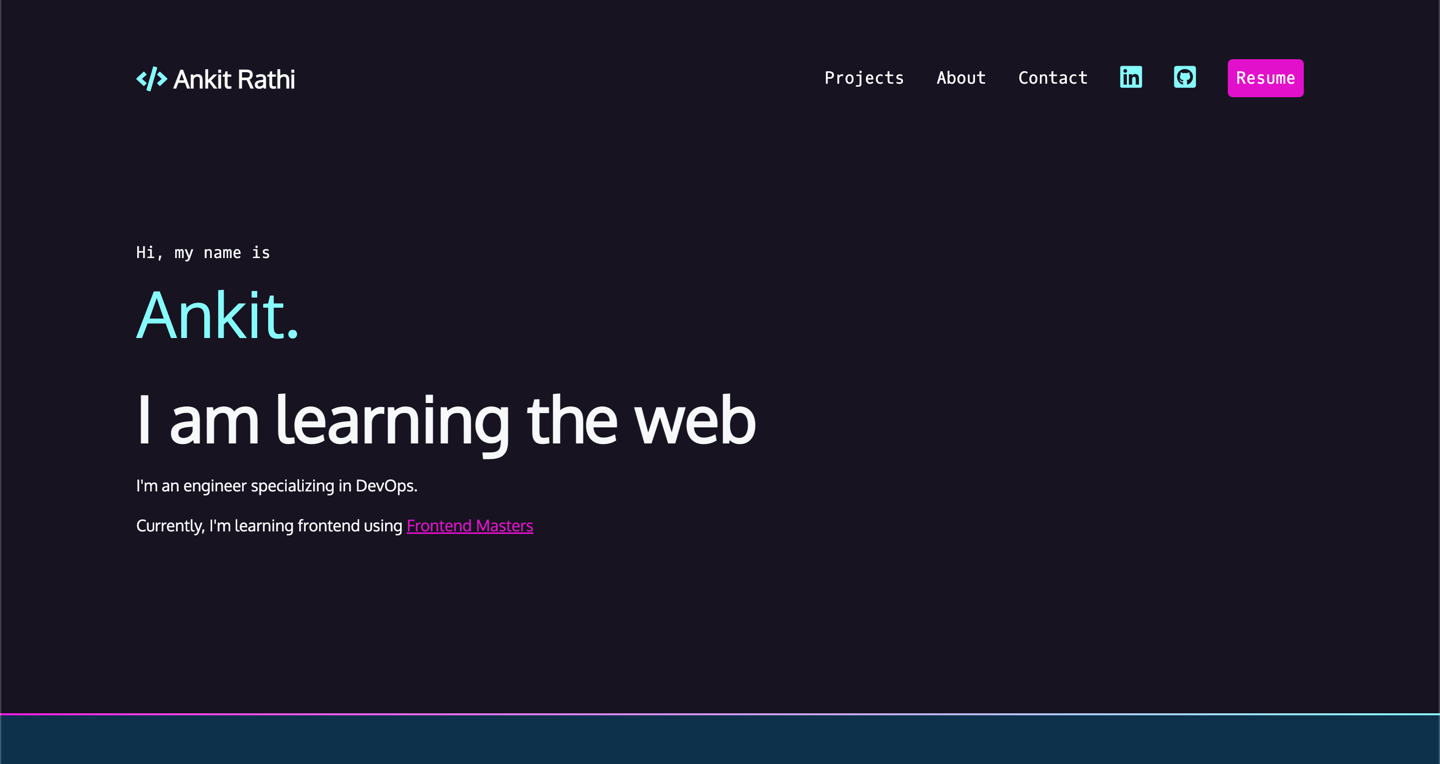 </> Ankit Rathi
Projects About Contact in Resume
Hi, my name is
Ankit.
I am learning the web
I'm an engineer specializing in DevOps.
Currently, I'm learning frontend using Frontend Masters